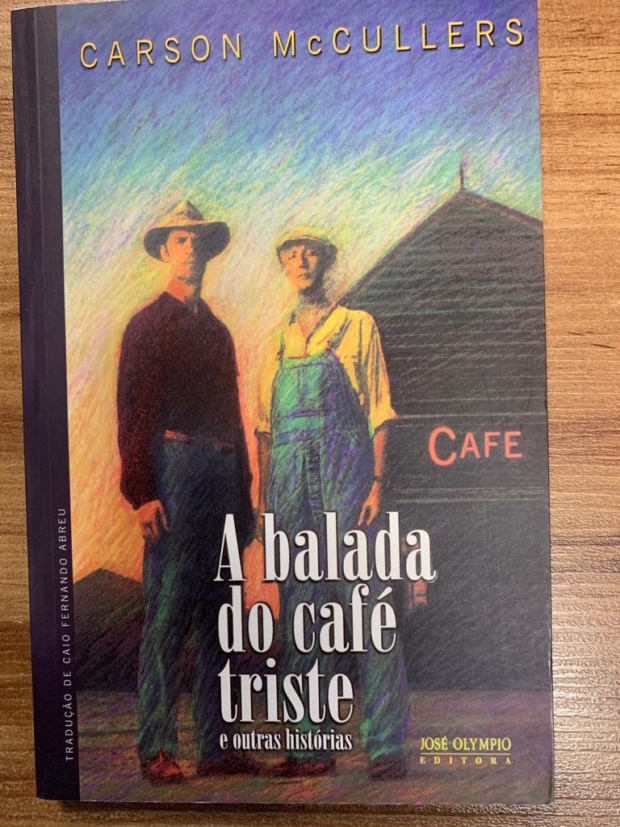 CARSON McCULLERS
CAFE
A balada
do café
triste
e outras histórias
JOSÉ OLYMPIO
EDITORA
TRADUÇÃO DE CAIO FERNANDO ABREU